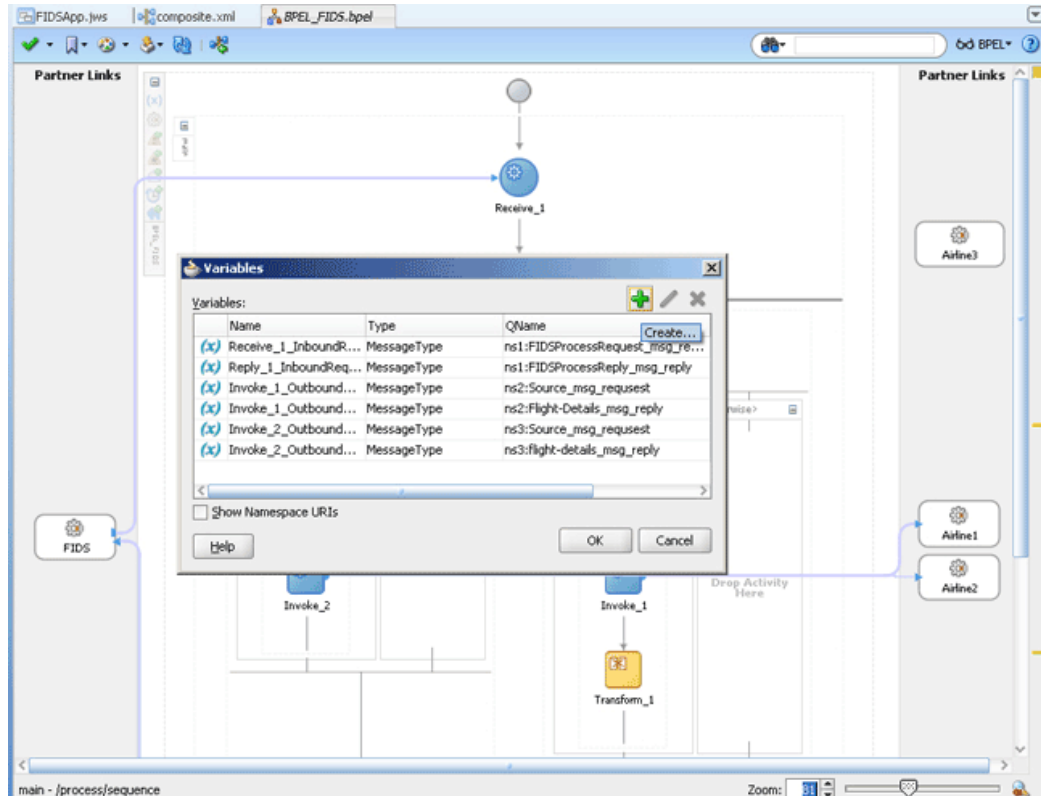 FIDSApp.jws composite.xml BPEL_FIDS.bpel
BPEL
Partner Links
Partner Links
Receive_1
Airline3
Variables
Variables:
Create...
Name Type QName
(x) Receive_1_InboundR... MessageType ns1:FIDSProcessRequest_msg_re...
(x) Reply_1_InboundReq... MessageType ns1:FIDSProcessReply_msg_reply
(x) Invoke_1_Outbound... MessageType ns2:Source_msg_requsest
(x) Invoke_1_Outbound... MessageType ns2:Flight-Details_msg_reply
(x) Invoke_2_Outbound... MessageType ns3:Source_msg_requsest
(x) Invoke_2_Outbound... MessageType ns3:flight-details_msg_reply
Show Namespace URIs
Help OK Cancel
FIDS
Airline1
Airline2
Drop Activity
Here
Invoke_2
Invoke_1
Transform_1
main - /process/sequence
Zoom: 31